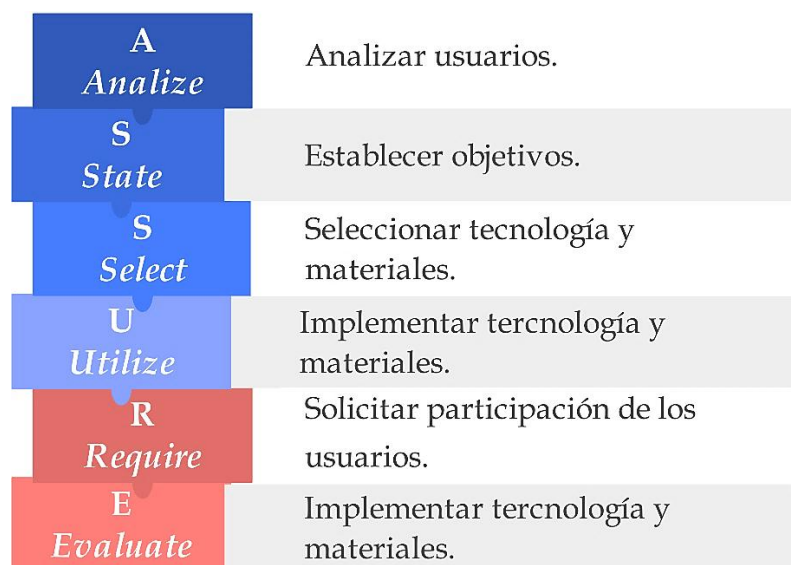 A
Analize
Analizar usuarios.
S
State
Establecer objetivos.
S
Select
Seleccionar tecnología y
materiales.
U
Utilize
Implementar tercnología y
materiales.
R
Require
Solicitar participación de los
usuarios.
E
Evaluate
Implementar tercnología y
materiales.